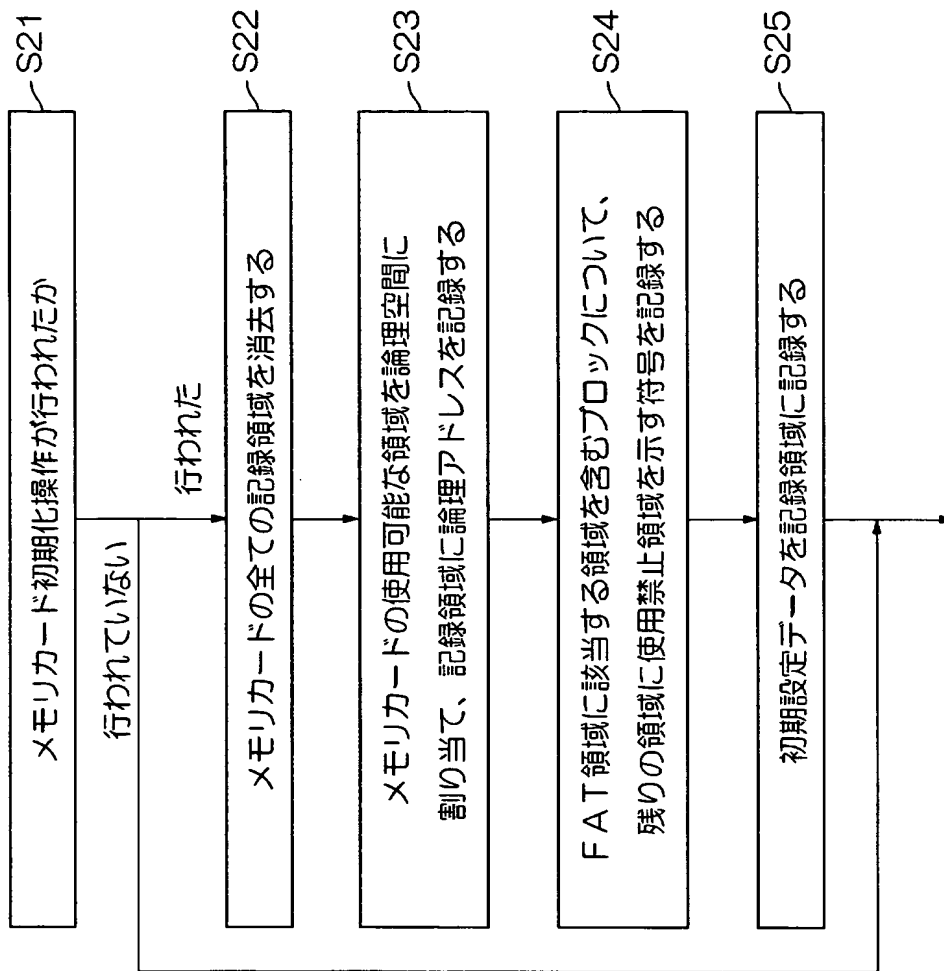 メモリカード初期化操作が行われたか
S21
行われていない
行われた
メモリカードの全ての記録領域を消去する
S22
メモリカードの使用可能な領域を論理空間に
割り当て、記録領域に論理アドレスを記録する
S23
FAT領域に該当する領域を含むブロックについて、
残りの領域に使用禁止領域を示す符号を記録する
S24
初期設定データを記録領域に記録する
S25